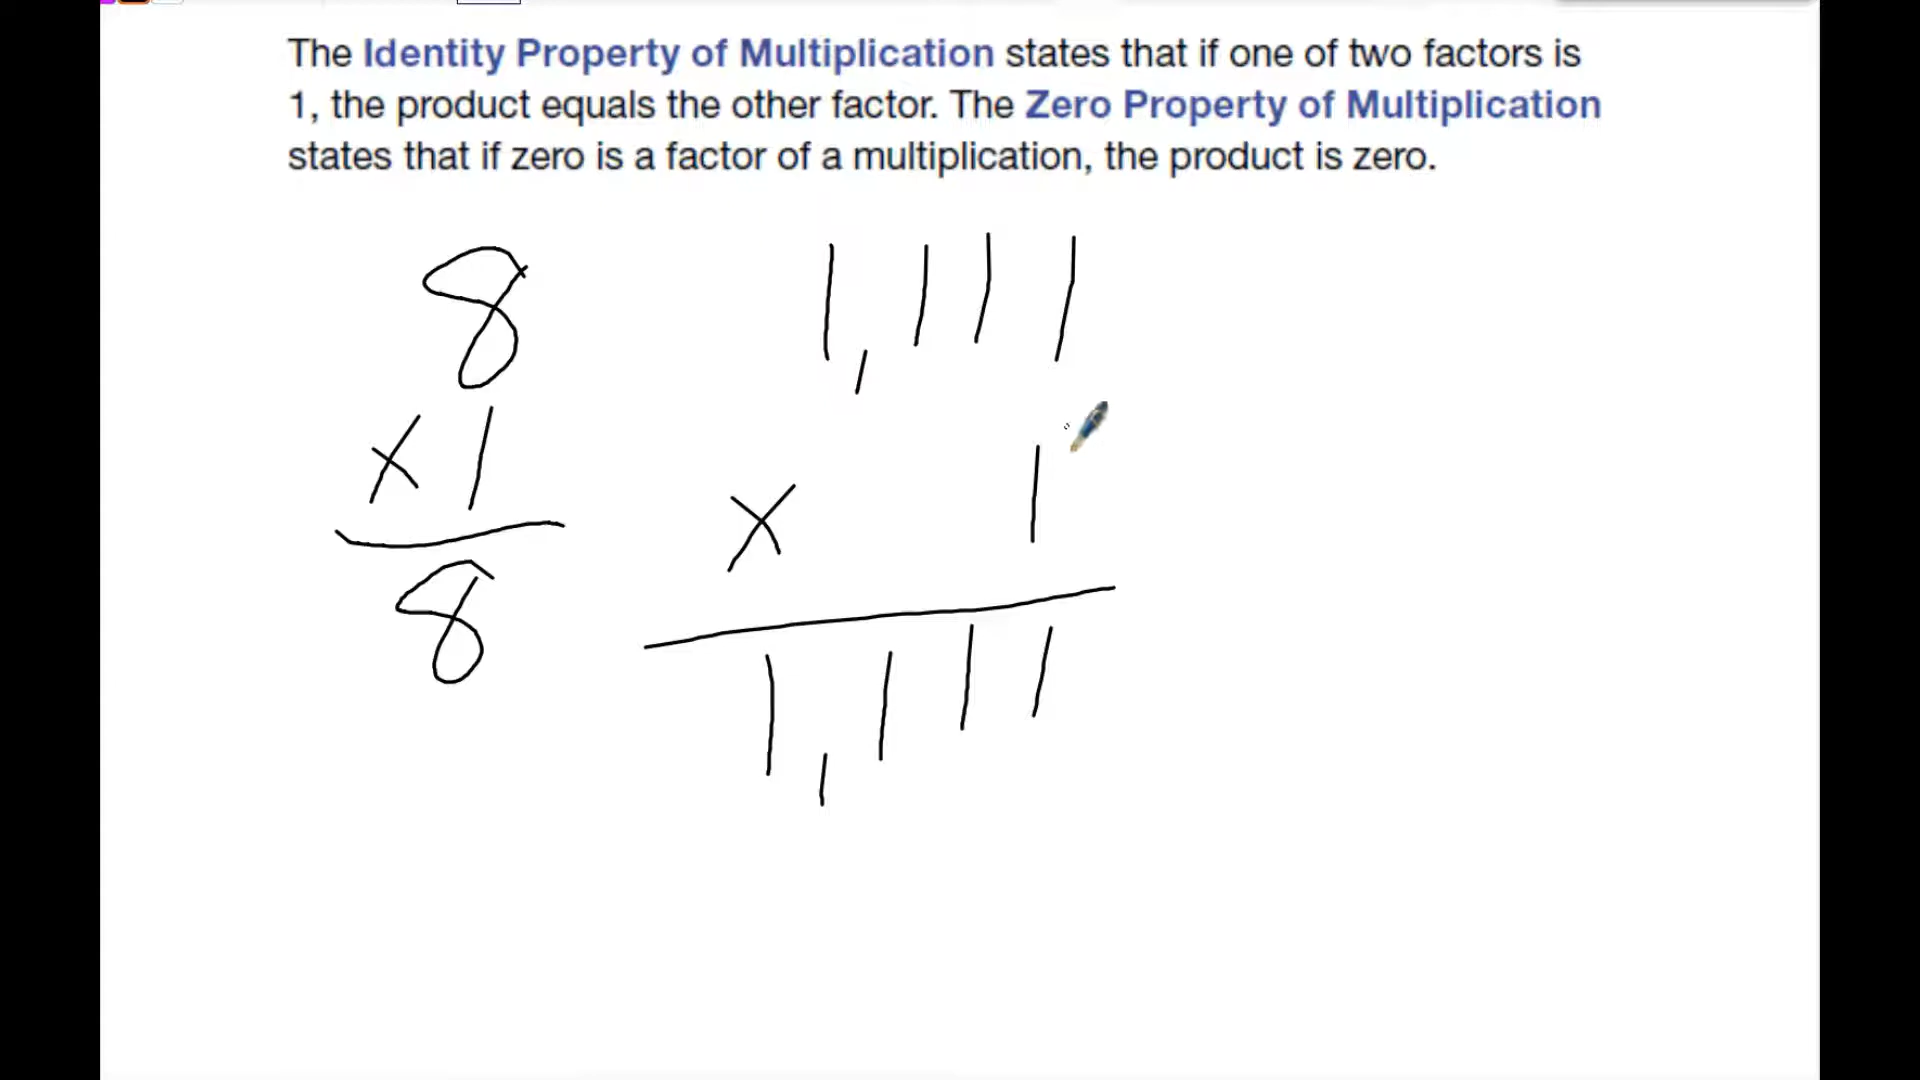 The Identity Property of Multiplication states that if one of two factors is
1, the product equals the other factor. The Zero Property of Multiplication
states that if zero is a factor of a multiplication, the product is zero.
8
x 1
8
1,111
x 1
1,111